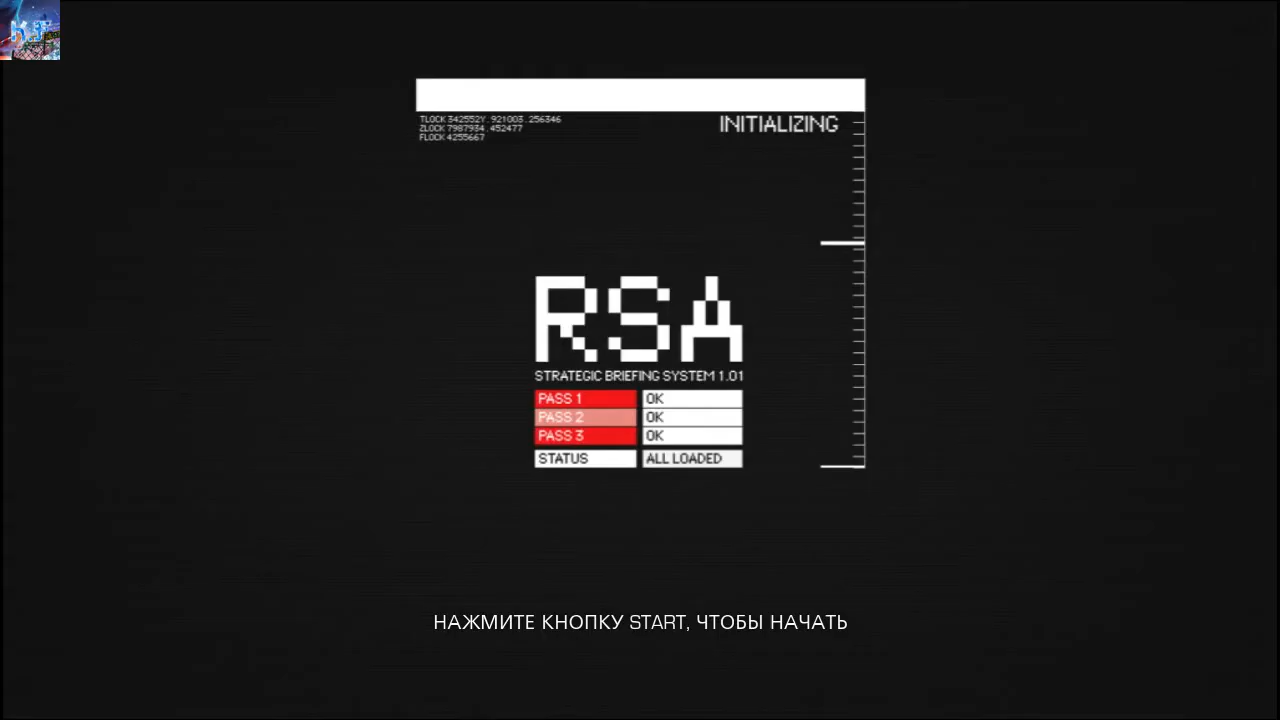 TLOCK 342552Y . 921003 . 256346
ZLOCK 7987934 . 452477
FLOCK 4255667
INITIALIZING
RSA
STRATEGIC BRIEFING SYSTEM 1.01
PASS 1 OK
PASS 2 OK
PASS 3 OK
STATUS ALL LOADED
НАЖМИТЕ КНОПКУ START, ЧТОБЫ НАЧАТЬ